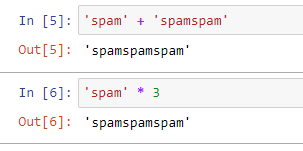 In [5]: 'spam' + 'spamspam'
Out[5]: 'spamspamspam'
In [6]: 'spam' * 3
Out[6]: 'spamspamspam'